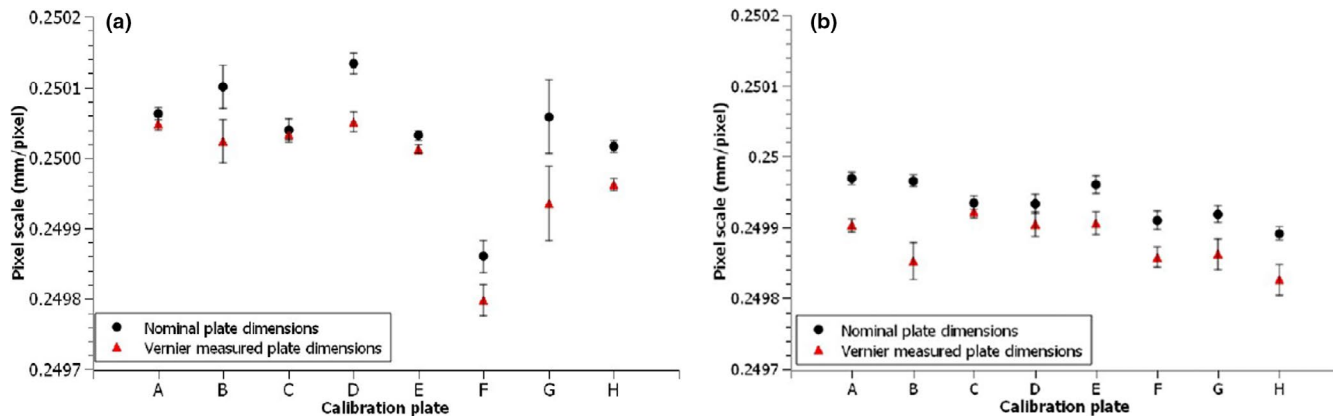 (a)
0.2502
0.2501
0.2500
0.2499
0.2498
0.2497
Pixel scale (mm/pixel)
Nominal plate dimensions
Vernier measured plate dimensions
A B C D E F G H
Calibration plate
(b)
0.2502
0.2501
0.25
0.2499
0.2498
0.2497
Pixel scale (mm/pixel)
Nominal plate dimensions
Vernier measured plate dimensions
A B C D E F G H
Calibration plate